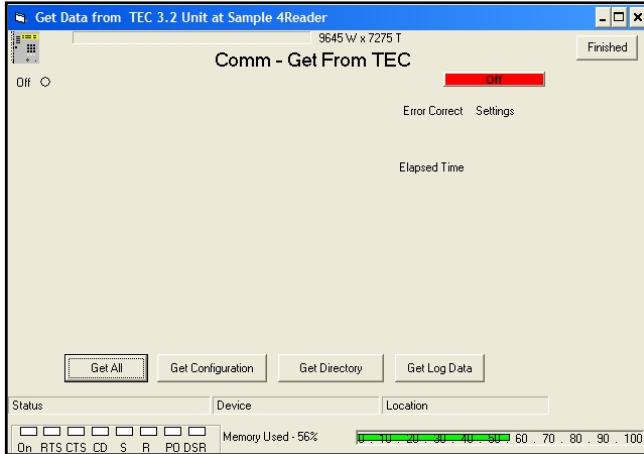 Get Data from TEC 3.2 Unit at Sample 4Reader
9645 W x 7275 T
Finished
Comm - Get From TEC
Off
Off
Error Correct Settings
Elapsed Time
Get All
Get Configuration
Get Directory
Get Log Data
Status
Device
Location
On RTS CTS CD S R PO DSR
Memory Used - 56%
0 . 10 . 20 . 30 . 40 . 50 . 60 . 70 . 80 . 90 . 100